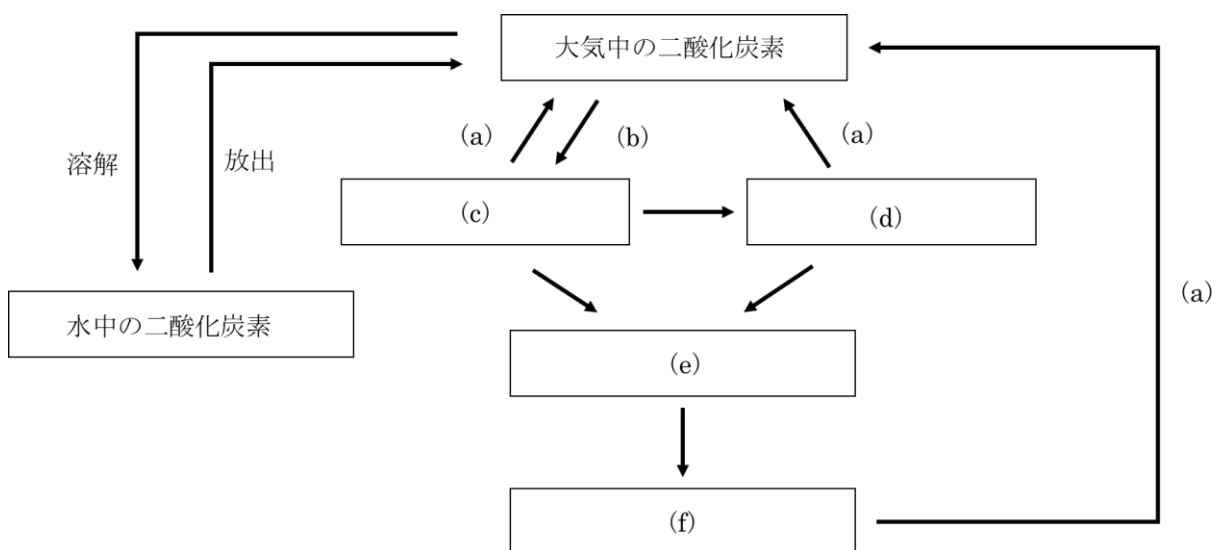 大気中の二酸化炭素
(a)
(b)
(a)
溶解
放出
(c)
(d)
(a)
水中の二酸化炭素
(e)
(f)